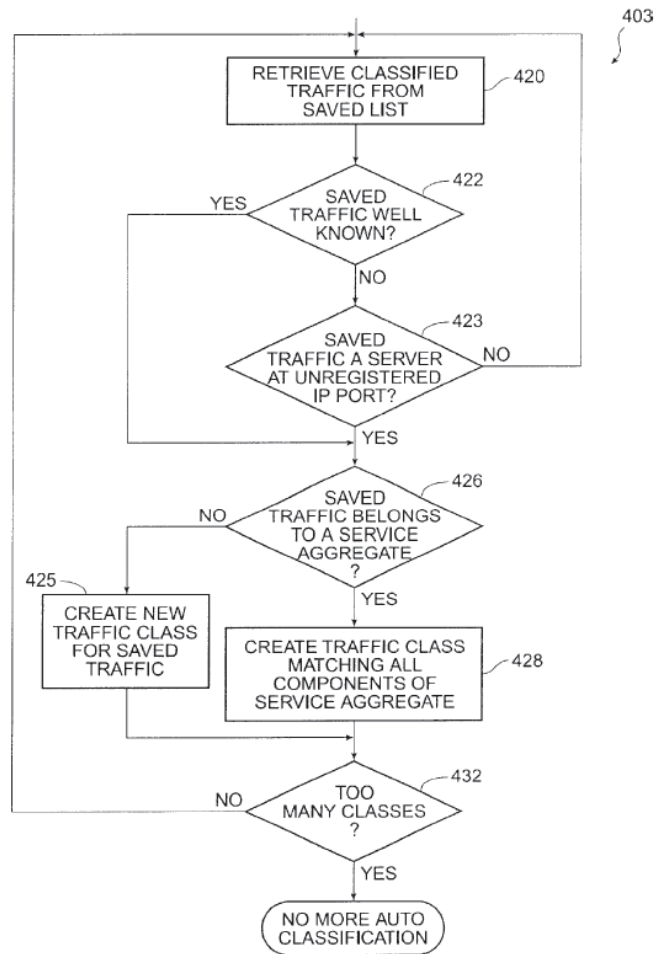 403
RETRIEVE CLASSIFIED
TRAFFIC FROM
SAVED LIST
420
SAVED
TRAFFIC WELL
KNOWN?
422
YES
NO
SAVED
TRAFFIC A SERVER
AT UNREGISTERED
IP PORT?
423
NO
YES
SAVED
TRAFFIC BELONGS
TO A SERVICE
AGGREGATE
?
426
NO
YES
425
CREATE NEW
TRAFFIC CLASS
FOR SAVED
TRAFFIC
CREATE TRAFFIC CLASS
MATCHING ALL
COMPONENTS OF
SERVICE AGGREGATE
428
TOO
MANY CLASSES
?
432
NO
YES
NO MORE AUTO
CLASSIFICATION